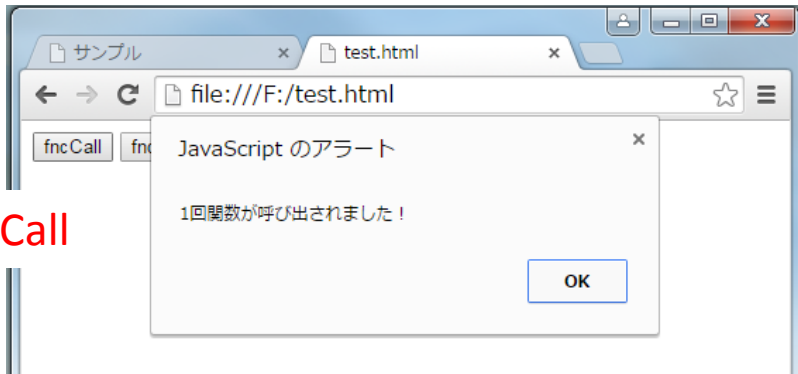 サンプル
test.html
file:///F:/test.html
fncCall
JavaScript のアラート
1回関数が呼び出されました！
Call
OK